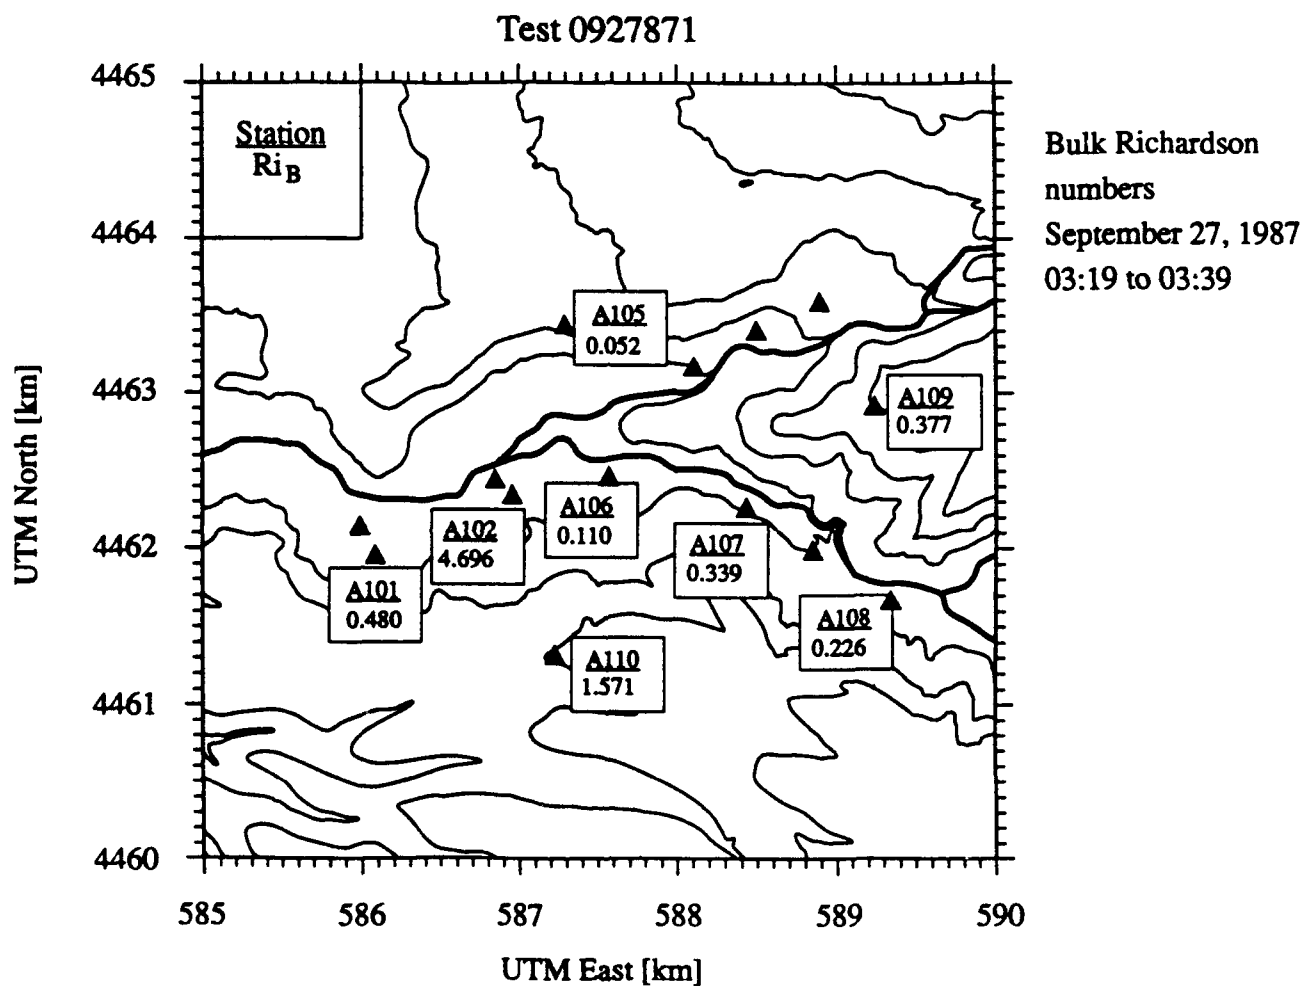 Test 0927871
4465
4464
4463
4462
4461
4460
UTM North [km]
Station
Ri B
A105
0.052
A109
0.377
A106
0.110
A102
4.696
A107
0.339
A101
0.480
A108
0.226
A110
1.571
585 586 587 588 589 590
UTM East [km]
Bulk Richardson
numbers
September 27, 1987
03:19 to 03:39